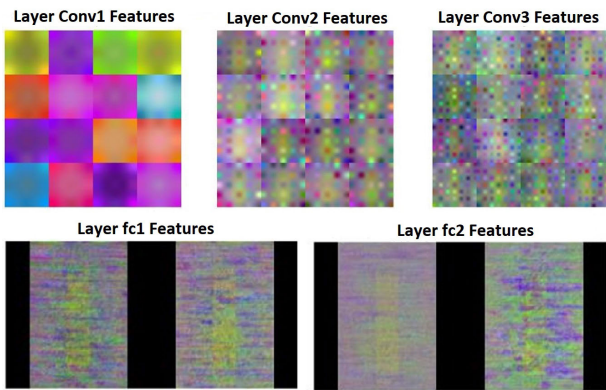 Layer Conv1 Features
Layer Conv2 Features
Layer Conv3 Features
Layer fc1 Features
Layer fc2 Features